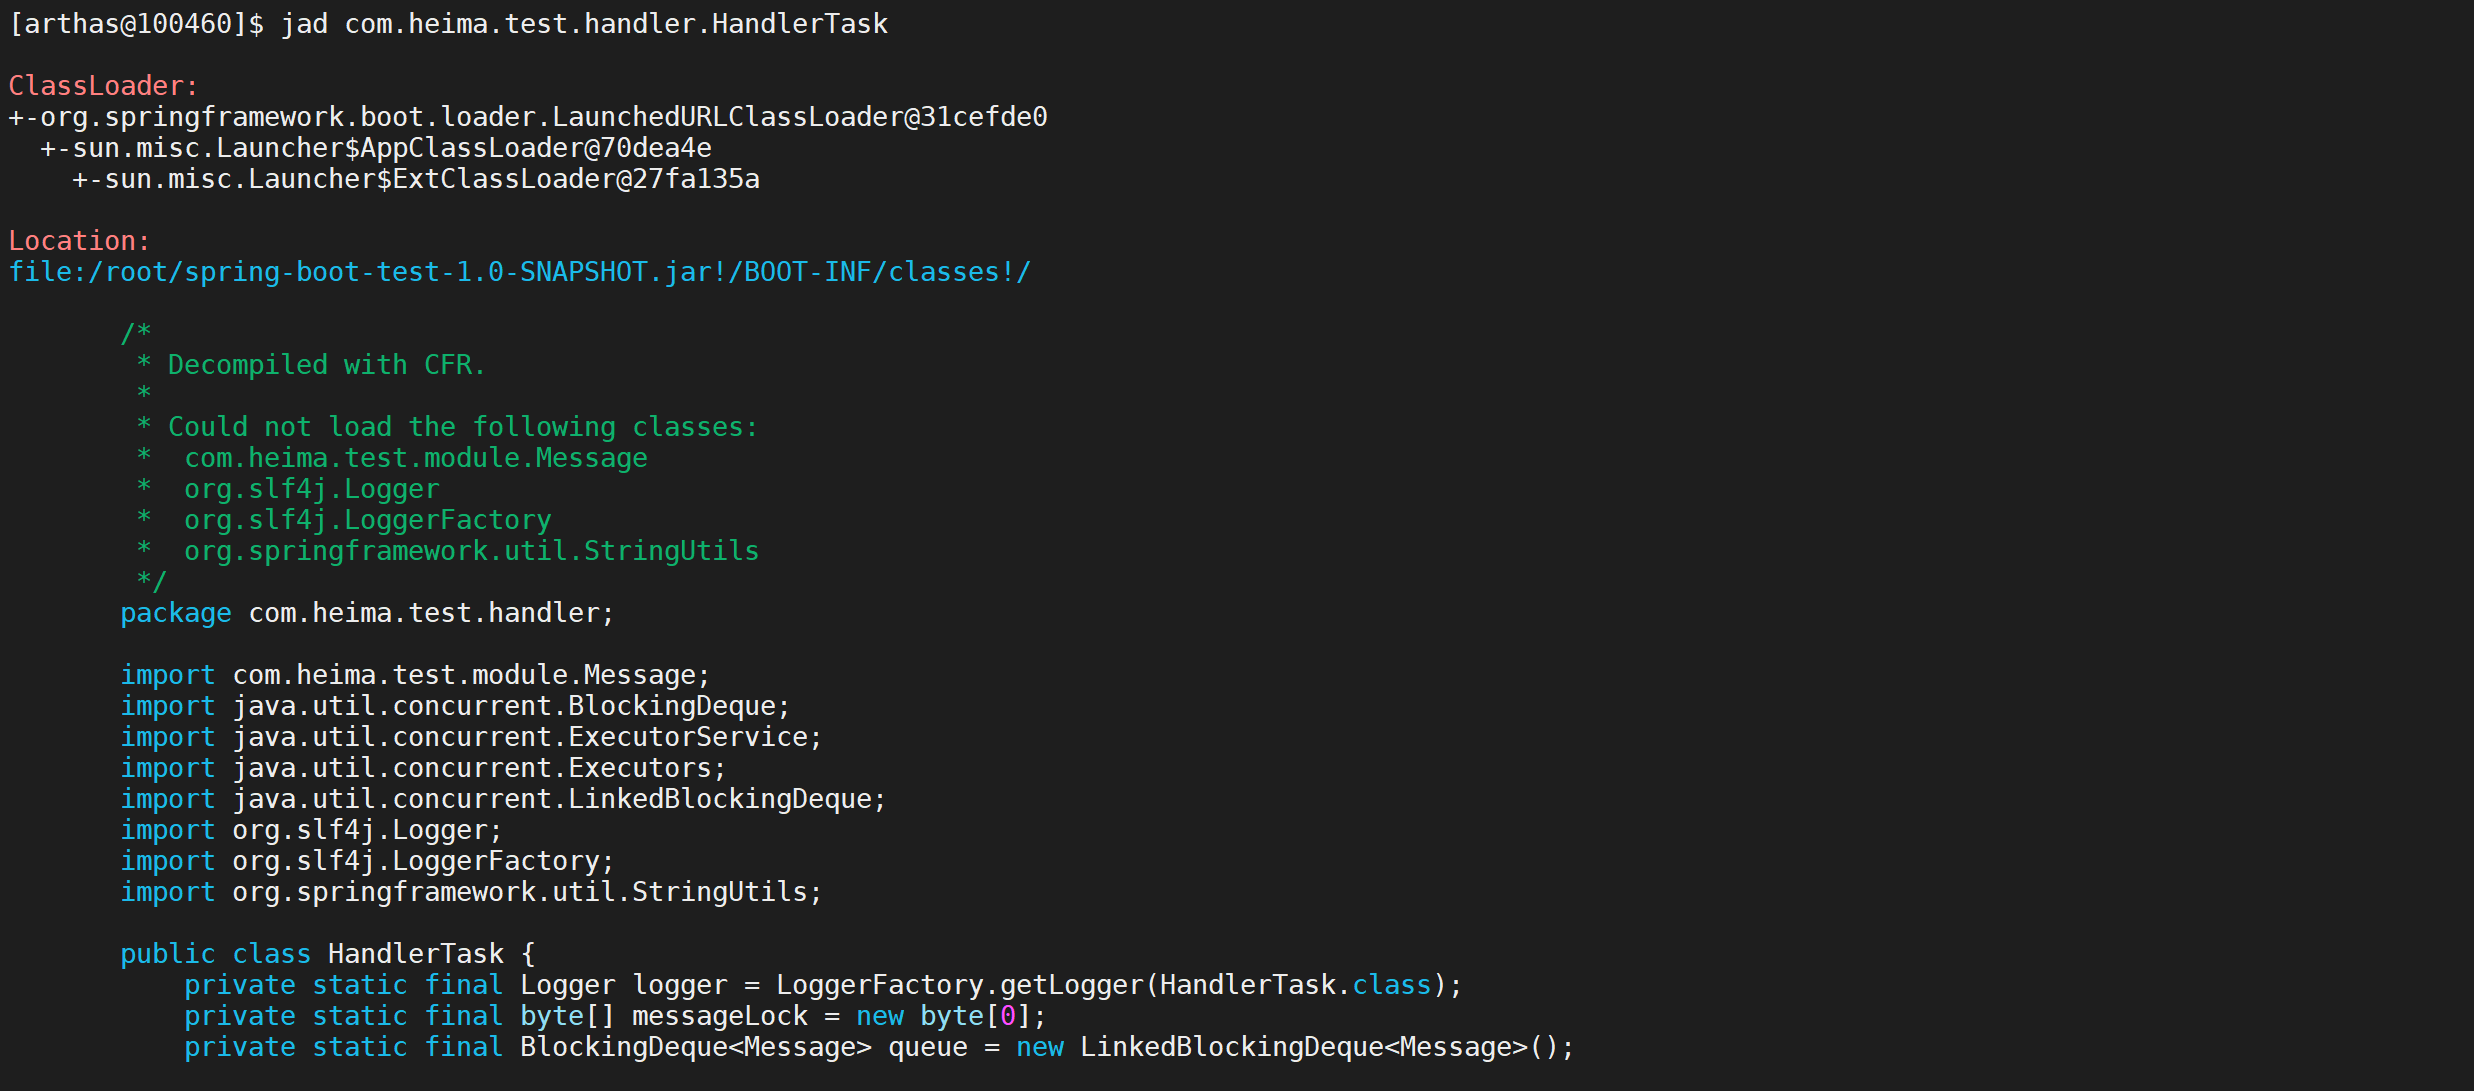 [arthas@100460]$ jad com.heima.test.handler.HandlerTask
ClassLoader:
+-org.springframework.boot.loader.LaunchedURLClassLoader@31cefde0
  +-sun.misc.Launcher$AppClassLoader@70dea4e
    +-sun.misc.Launcher$ExtClassLoader@27fa135a
Location:
file:/root/spring-boot-test-1.0-SNAPSHOT.jar!/BOOT-INF/classes!/
       /*
        * Decompiled with CFR.
        *
        * Could not load the following classes:
        *  com.heima.test.module.Message
        *  org.slf4j.Logger
        *  org.slf4j.LoggerFactory
        *  org.springframework.util.StringUtils
        */
       package com.heima.test.handler;
       import com.heima.test.module.Message;
       import java.util.concurrent.BlockingDeque;
       import java.util.concurrent.ExecutorService;
       import java.util.concurrent.Executors;
       import java.util.concurrent.LinkedBlockingDeque;
       import org.slf4j.Logger;
       import org.slf4j.LoggerFactory;
       import org.springframework.util.StringUtils;
       public class HandlerTask {
           private static final Logger logger = LoggerFactory.getLogger(HandlerTask.class);
           private static final byte[] messageLock = new byte[0];
           private static final BlockingDeque<Message> queue = new LinkedBlockingDeque<Message>();